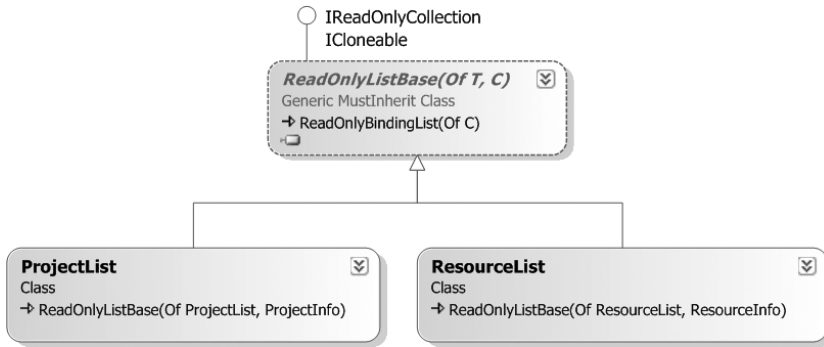 IReadOnlyCollection
ICloneable
ReadOnlyListBase(Of T, C)
Generic MustInherit Class
ReadOnlyBindingList(Of C)
ProjectList
Class
ReadOnlyListBase(Of ProjectList, ProjectInfo)
ResourceList
Class
ReadOnlyListBase(Of ResourceList, ResourceInfo)